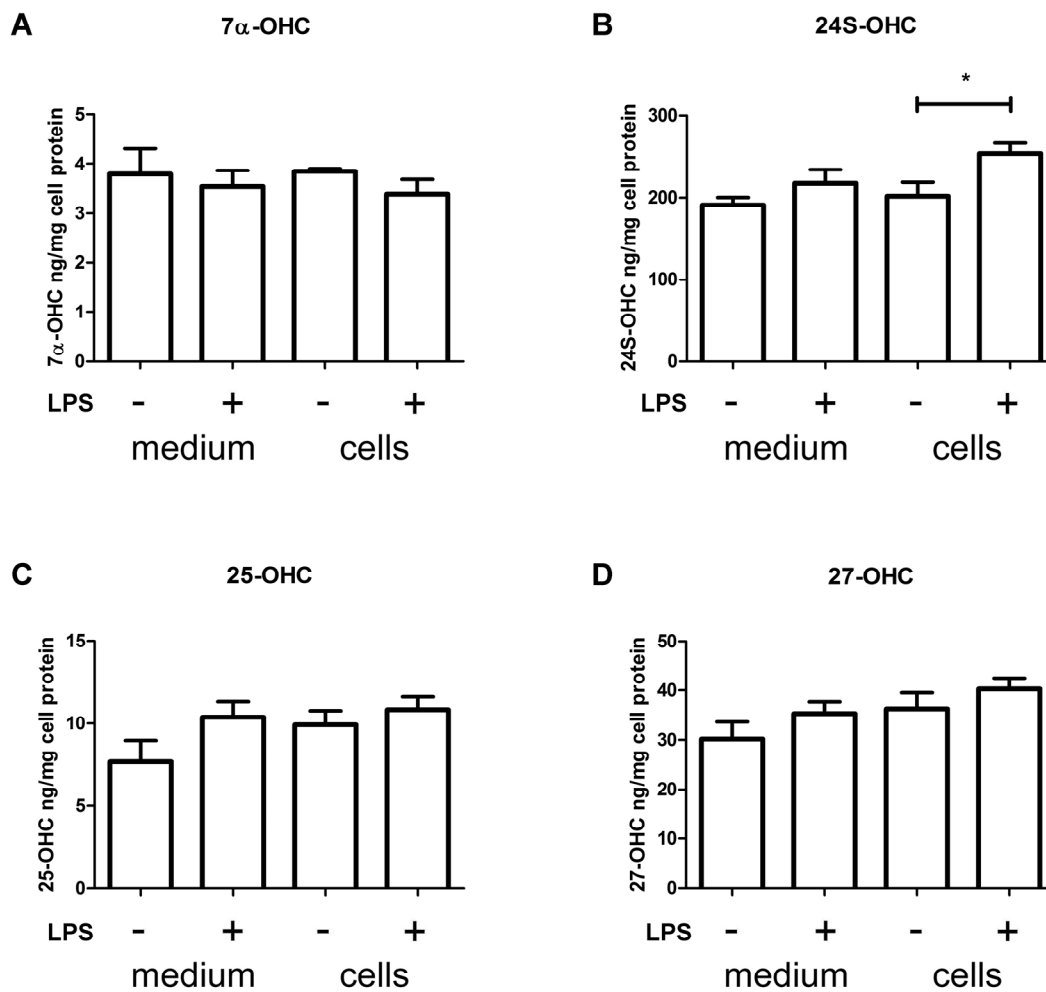 A
7α-OHC
7α-OHC ng/mg cell protein
5
4
3
2
1
0
LPS - + - +
medium cells
B
24S-OHC
*
24S-OHC ng/mg cell protein
300
200
100
0
LPS - + - +
medium cells
C
25-OHC
25-OHC ng/mg cell protein
15
10
5
0
LPS - + - +
medium cells
D
27-OHC
27-OHC ng/mg cell protein
50
40
30
20
10
0
LPS - + - +
medium cells